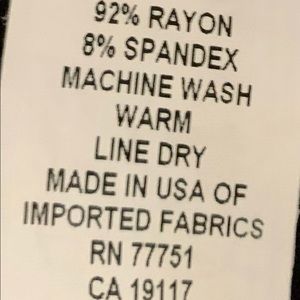 92% RAYON
8% SPANDEX
MACHINE WASH
WARM
LINE DRY
MADE IN USA OF
IMPORTED FABRICS
RN 77751
CA 19117